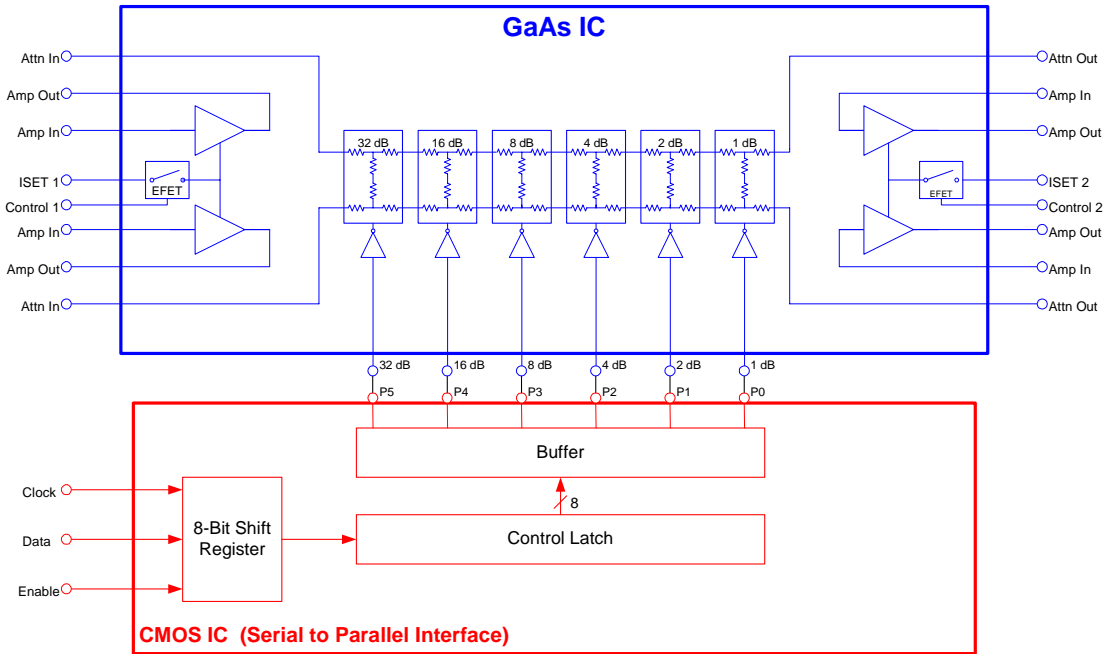 GaAs IC
Attn In
Attn Out
Amp Out
Amp In
Amp In
Amp Out
32 dB
16 dB
8 dB
4 dB
2 dB
1 dB
ISET 1
EFET
EFET
ISET 2
Control 1
Control 2
Amp In
Amp Out
Amp Out
Amp In
Attn In
Attn Out
32 dB
16 dB
8 dB
4 dB
2 dB
1 dB
P5
P4
P3
P2
P1
P0
Buffer
Clock
8
8-Bit Shift
Register
Control Latch
Data
Enable
CMOS IC (Serial to Parallel Interface)